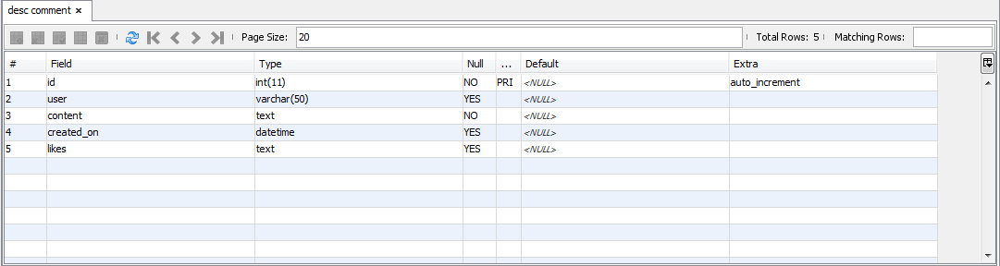 desc comment
Page Size: 20 Total Rows: 5 Matching Rows:
# Field Type Null ... Default Extra
1 id int(11) NO PRI <NULL> auto_increment
2 user varchar(50) YES <NULL>
3 content text NO <NULL>
4 created_on datetime YES <NULL>
5 likes text YES <NULL>